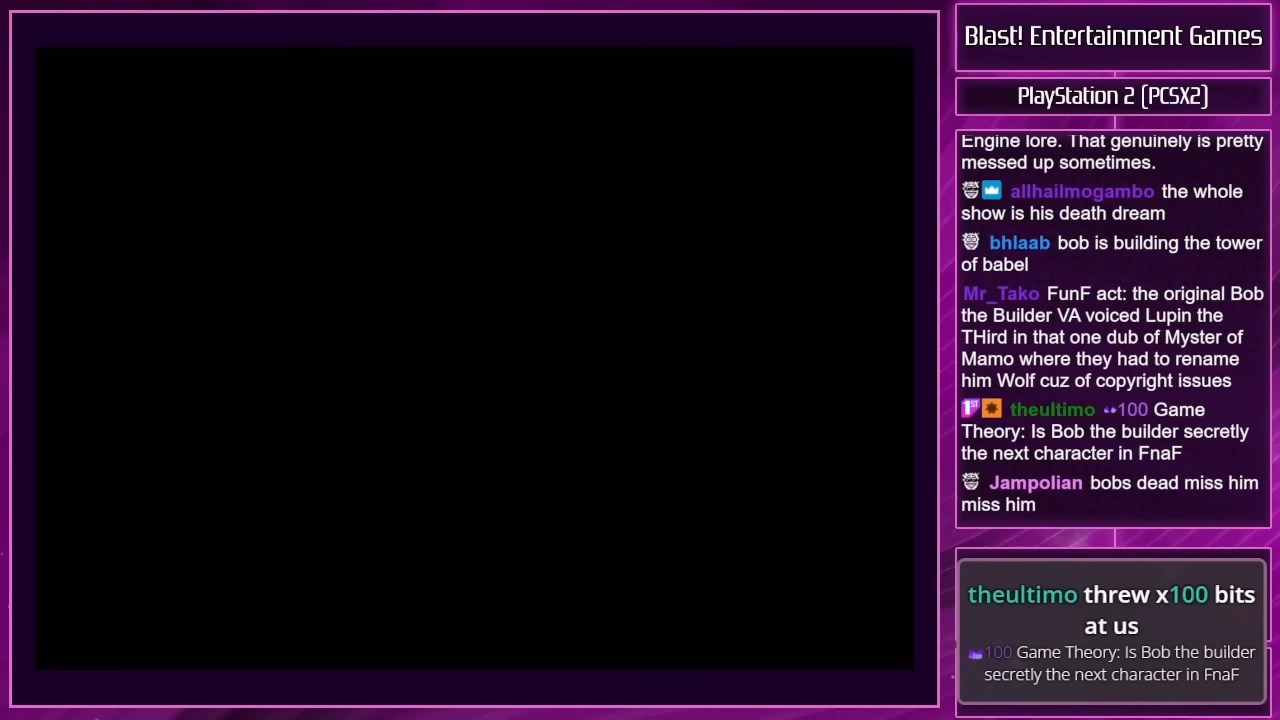 Blast! Entertainment Games
PlayStation 2 (PCSX2)
Engine lore. That genuinely is pretty
messed up sometimes.
allhailmogambo the whole
show is his death dream
bhlaab bob is building the tower
of babel
Mr_Tako FunF act: the original Bob
the Builder VA voiced Lupin the
THird in that one dub of Myster of
Mamo where they had to rename
him Wolf cuz of copyright issues
1ST theultimo 100 Game
Theory: Is Bob the builder secretly
the next character in FnaF
Jampolian bobs dead miss him
miss him
theultimo threw x100 bits
at us
100 Game Theory: Is Bob the builder
secretly the next character in FnaF